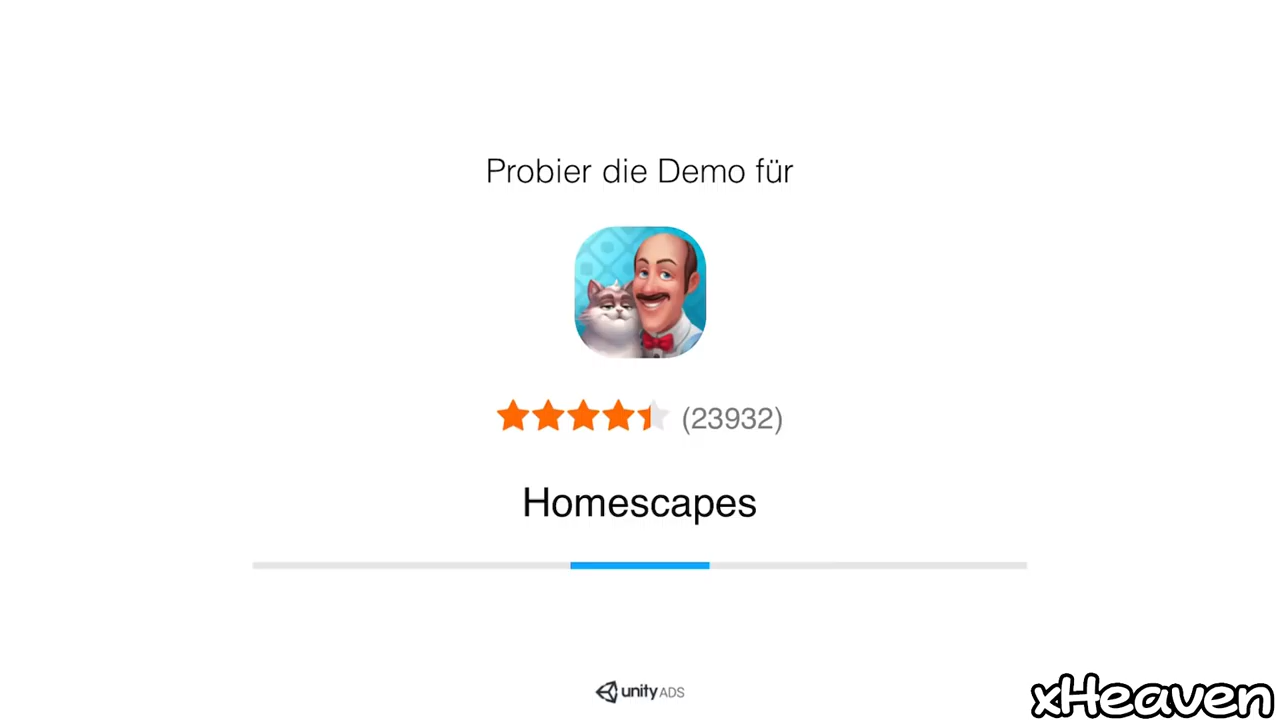 Probier die Demo für
(23932)
Homescapes
unity ADS
xHeaven